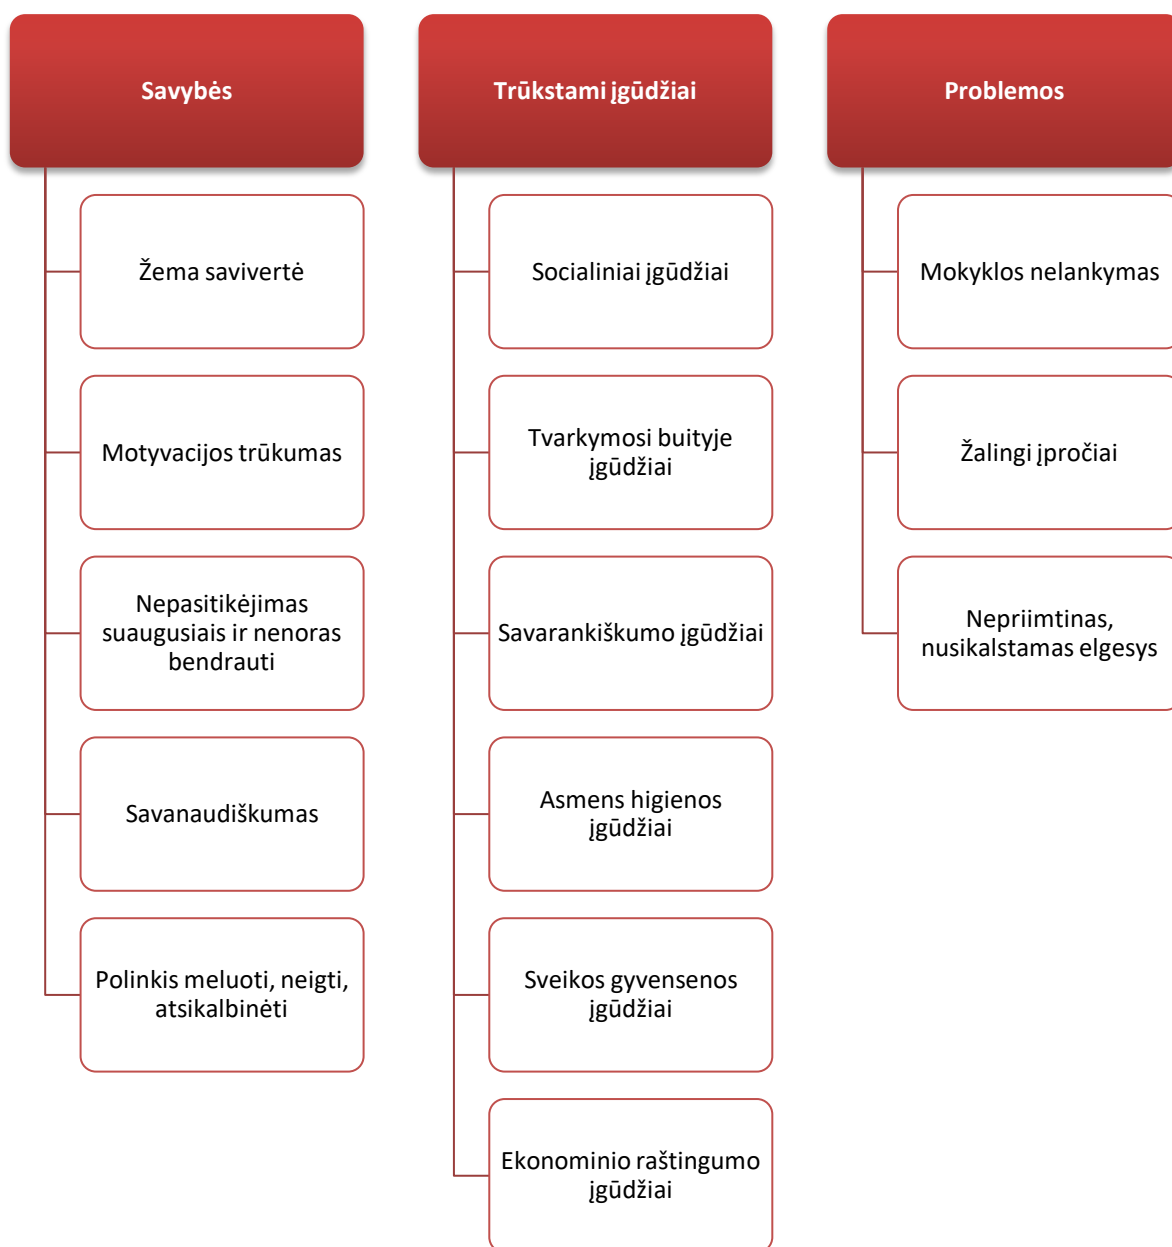 Savybės
Žema savivertė
Motyvacijos trūkumas
Nepasitikėjimas
suaugusiais ir nenoras
bendrauti
Savanaudiškumas
Polinkis meluoti, neigti,
atsikalbinėti
Trūkstami įgūdžiai
Socialiniai įgūdžiai
Tvarkymosi buityje
įgūdžiai
Savarankiškumo įgūdžiai
Asmens higienos
įgūdžiai
Sveikos gyvensenos
įgūdžiai
Ekonominio raštingumo
įgūdžiai
Problemos
Mokyklos nelankymas
Žalingi įpročiai
Nepriimtinas,
nusikalstamas elgesys